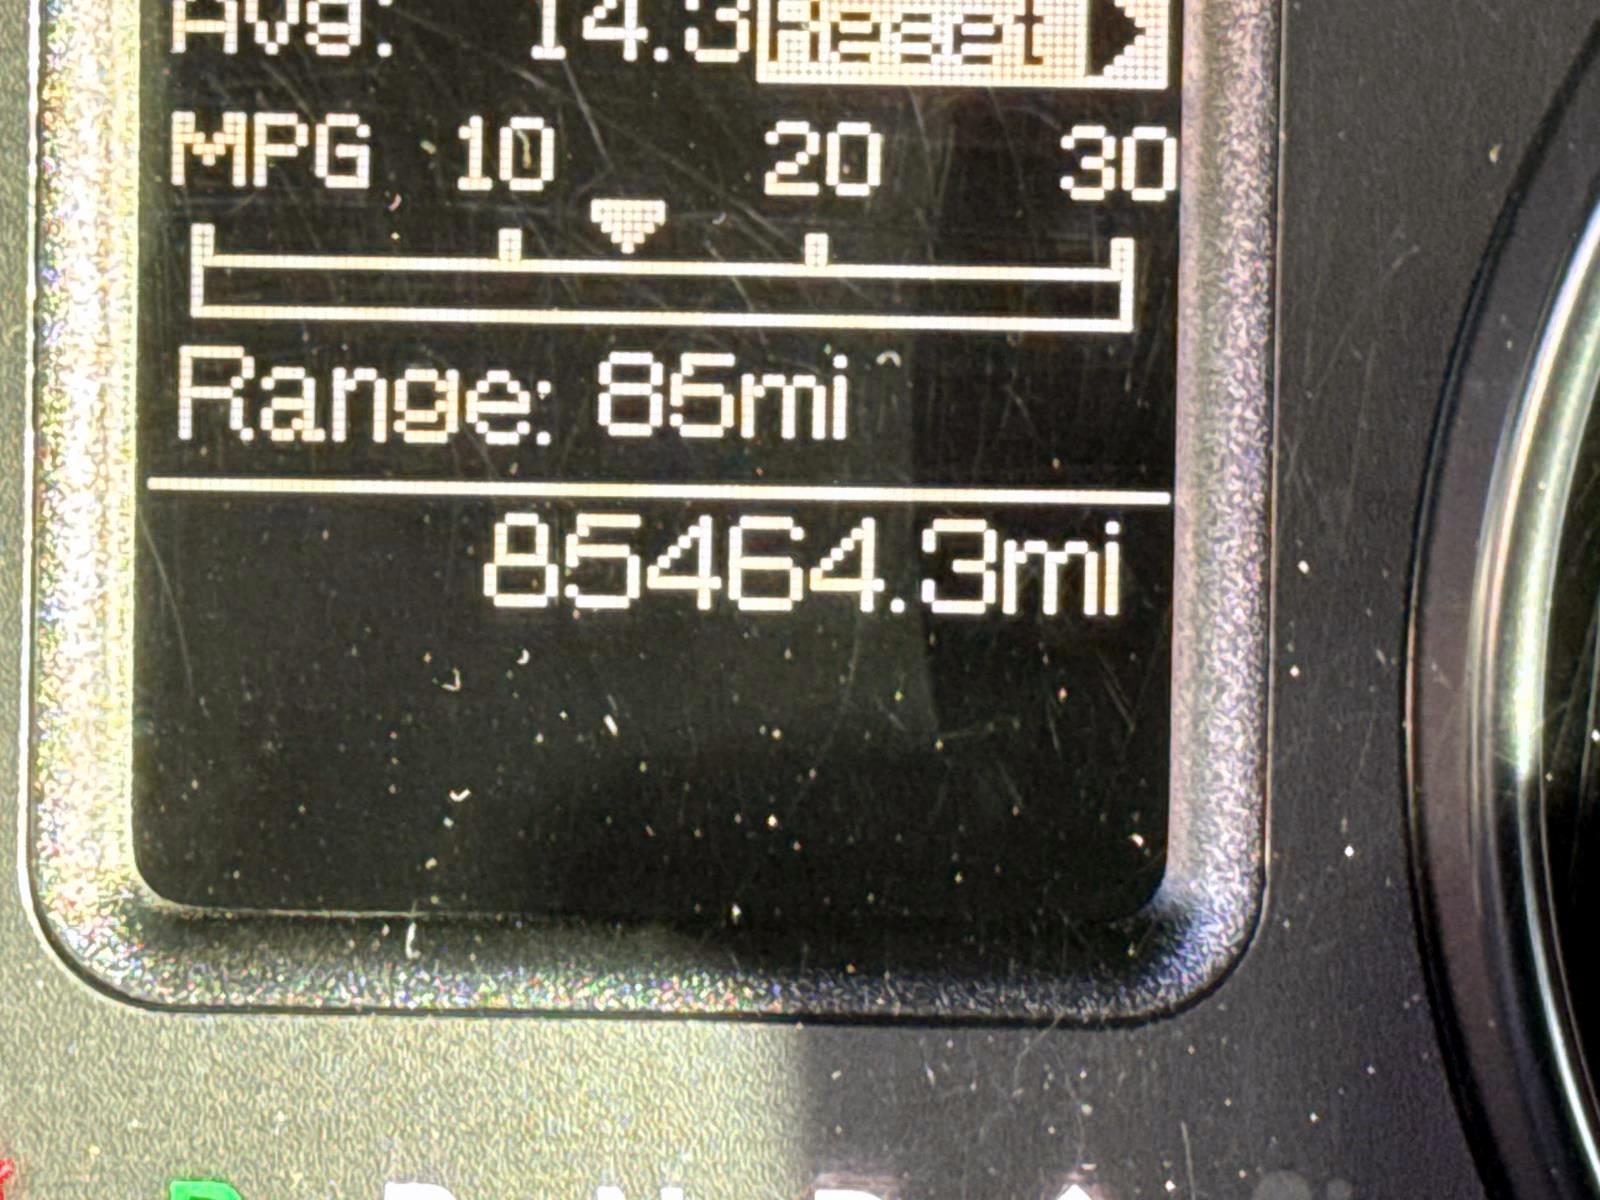 Avg: 14.3 Reset
MPG 10 20 30
Range: 85mi
85464.3mi